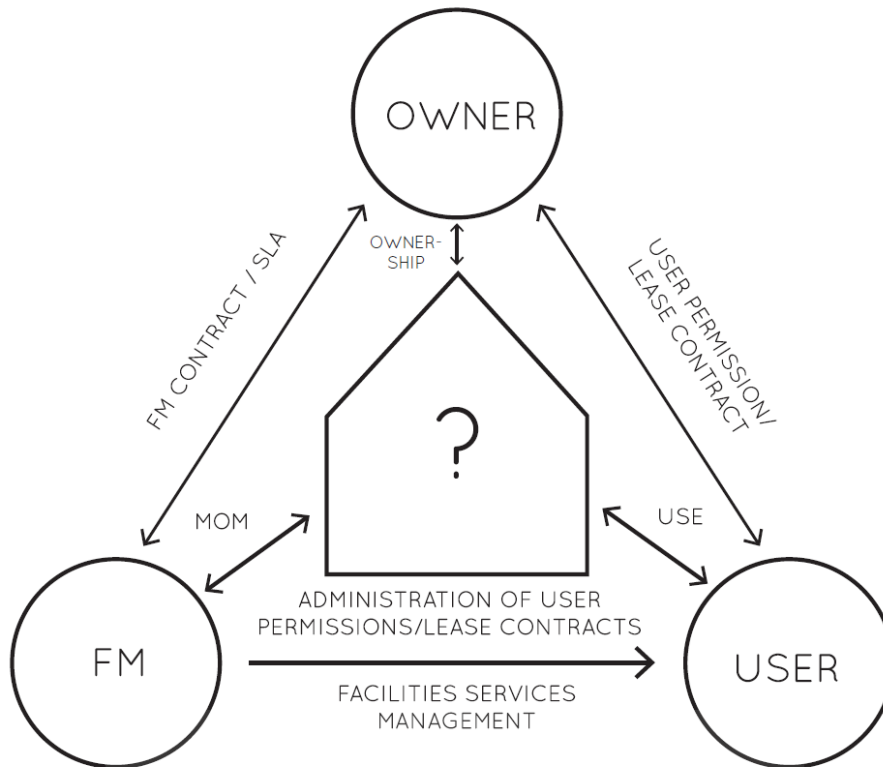 OWNER
OWNER-
SHIP
FM CONTRACT / SLA
USER PERMISSION/
LEASE CONTRACT
?
MOM
USE
ADMINISTRATION OF USER
PERMISSIONS/LEASE CONTRACTS
FM
USER
FACILITIES SERVICES
MANAGEMENT